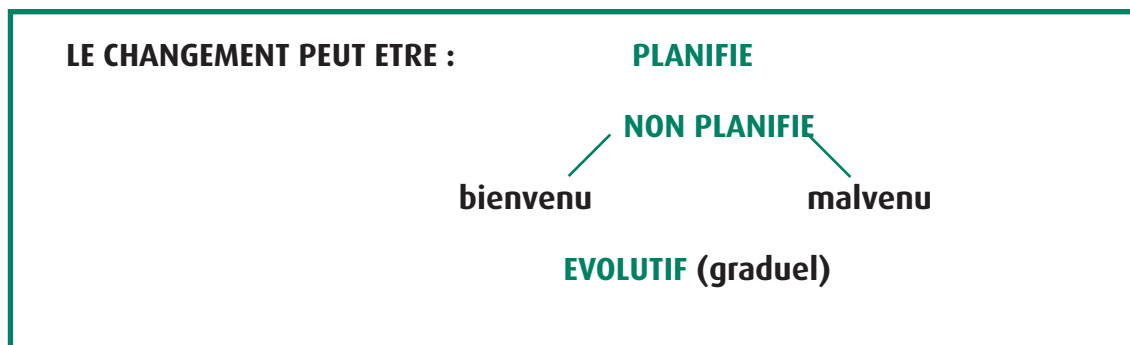 LE CHANGEMENT PEUT ETRE : PLANIFIE
NON PLANIFIE
bienvenu malvenu
EVOLUTIF (graduel)